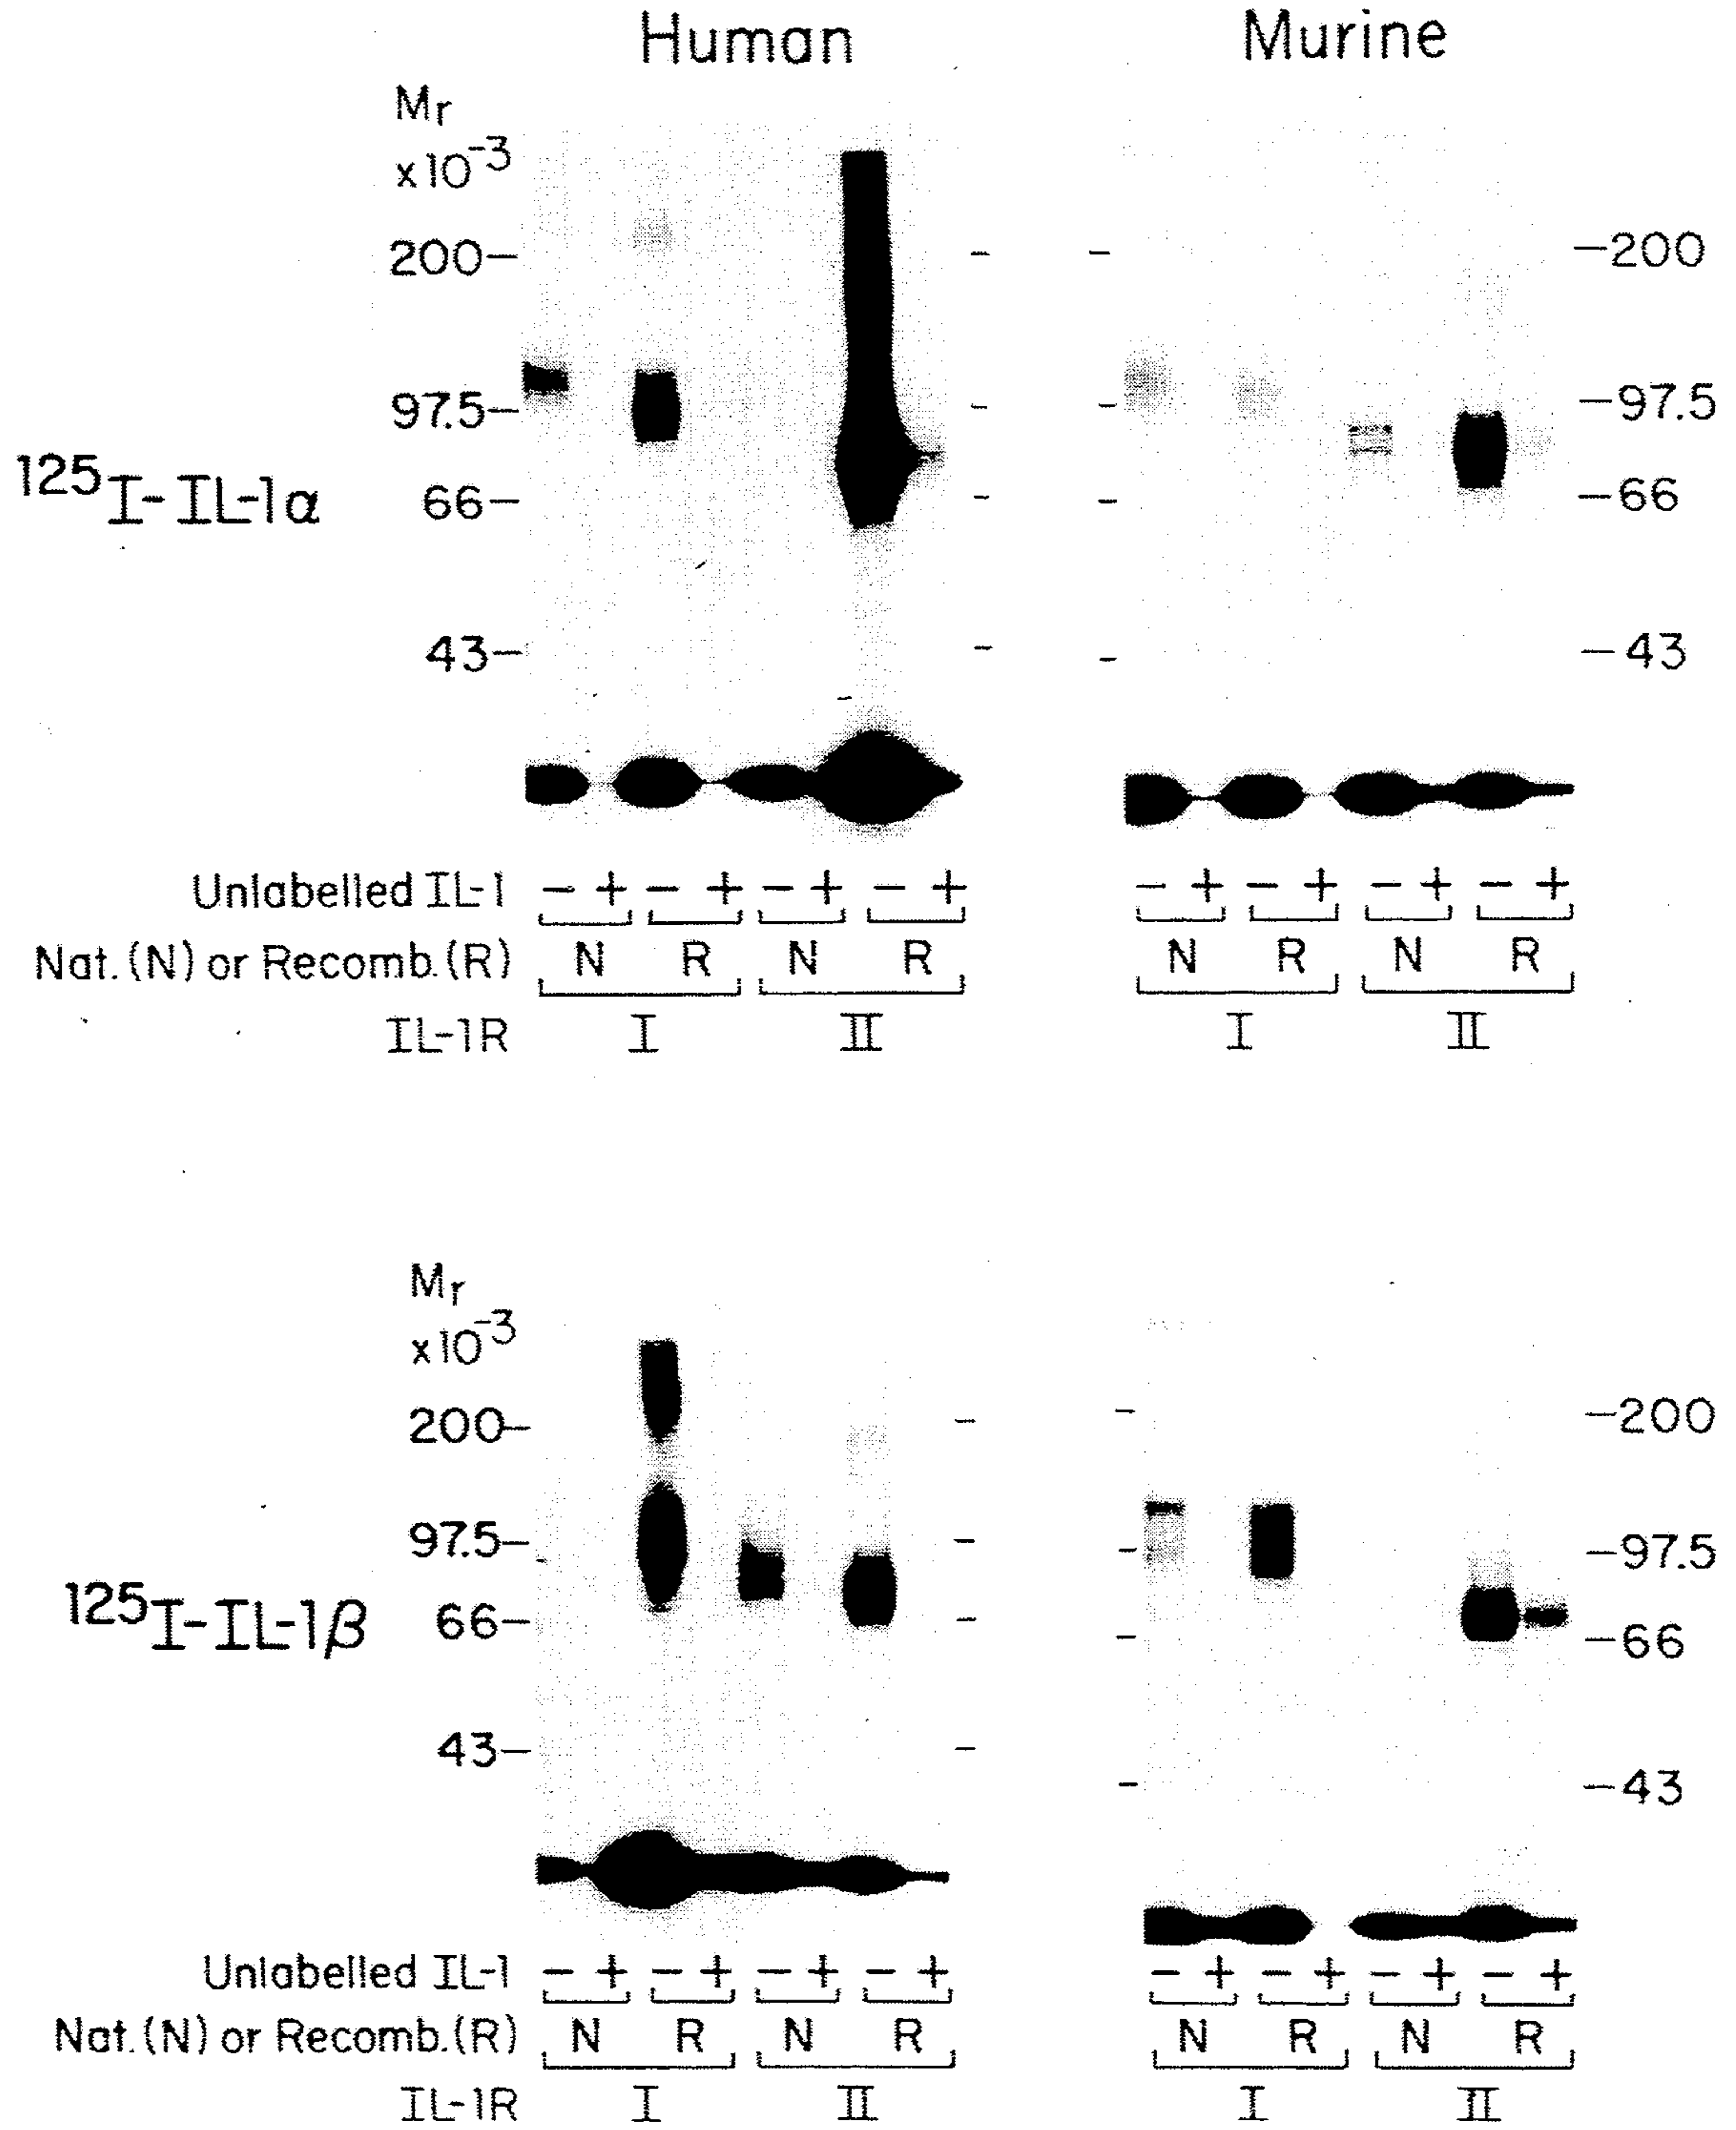 Human Murine
Mr
x10⁻³
200– – – –200
97.5– – – –97.5
¹²⁵I-IL-1α
66– – – –66
43– – – –43
Unlabelled IL-1 – + – + – + – + – + – + – + – +
Nat.(N) or Recomb.(R) N R N R N R N R
IL-1R I II I II
Mr
x10⁻³
200– – – –200
97.5– – – –97.5
¹²⁵I-IL-1β
66– – – –66
43– – – –43
Unlabelled IL-1 – + – + – + – + – + – + – + – +
Nat.(N) or Recomb.(R) N R N R N R N R
IL-1R I II I II